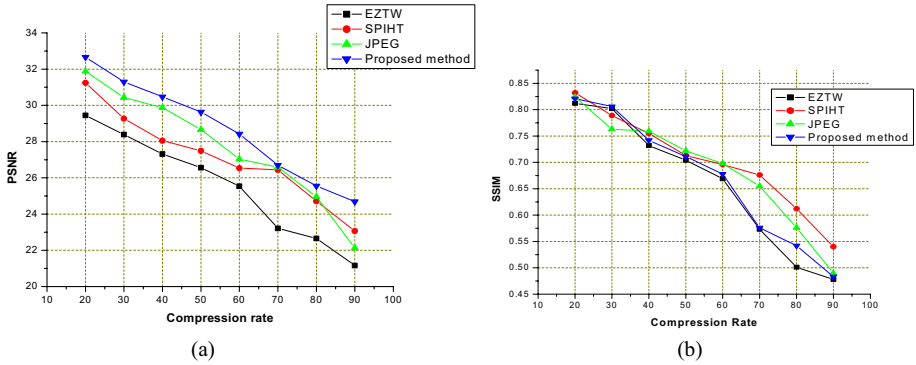 EZTW
SPIHT
JPEG
Proposed method
34
32
30
28
26
24
22
20
PSNR
10 20 30 40 50 60 70 80 90 100
Compression rate
(a)
EZTW
SPIHT
JPEG
Proposed method
0.85
0.80
0.75
0.70
0.65
0.60
0.55
0.50
0.45
SSIM
10 20 30 40 50 60 70 80 90 100
Compression Rate
(b)